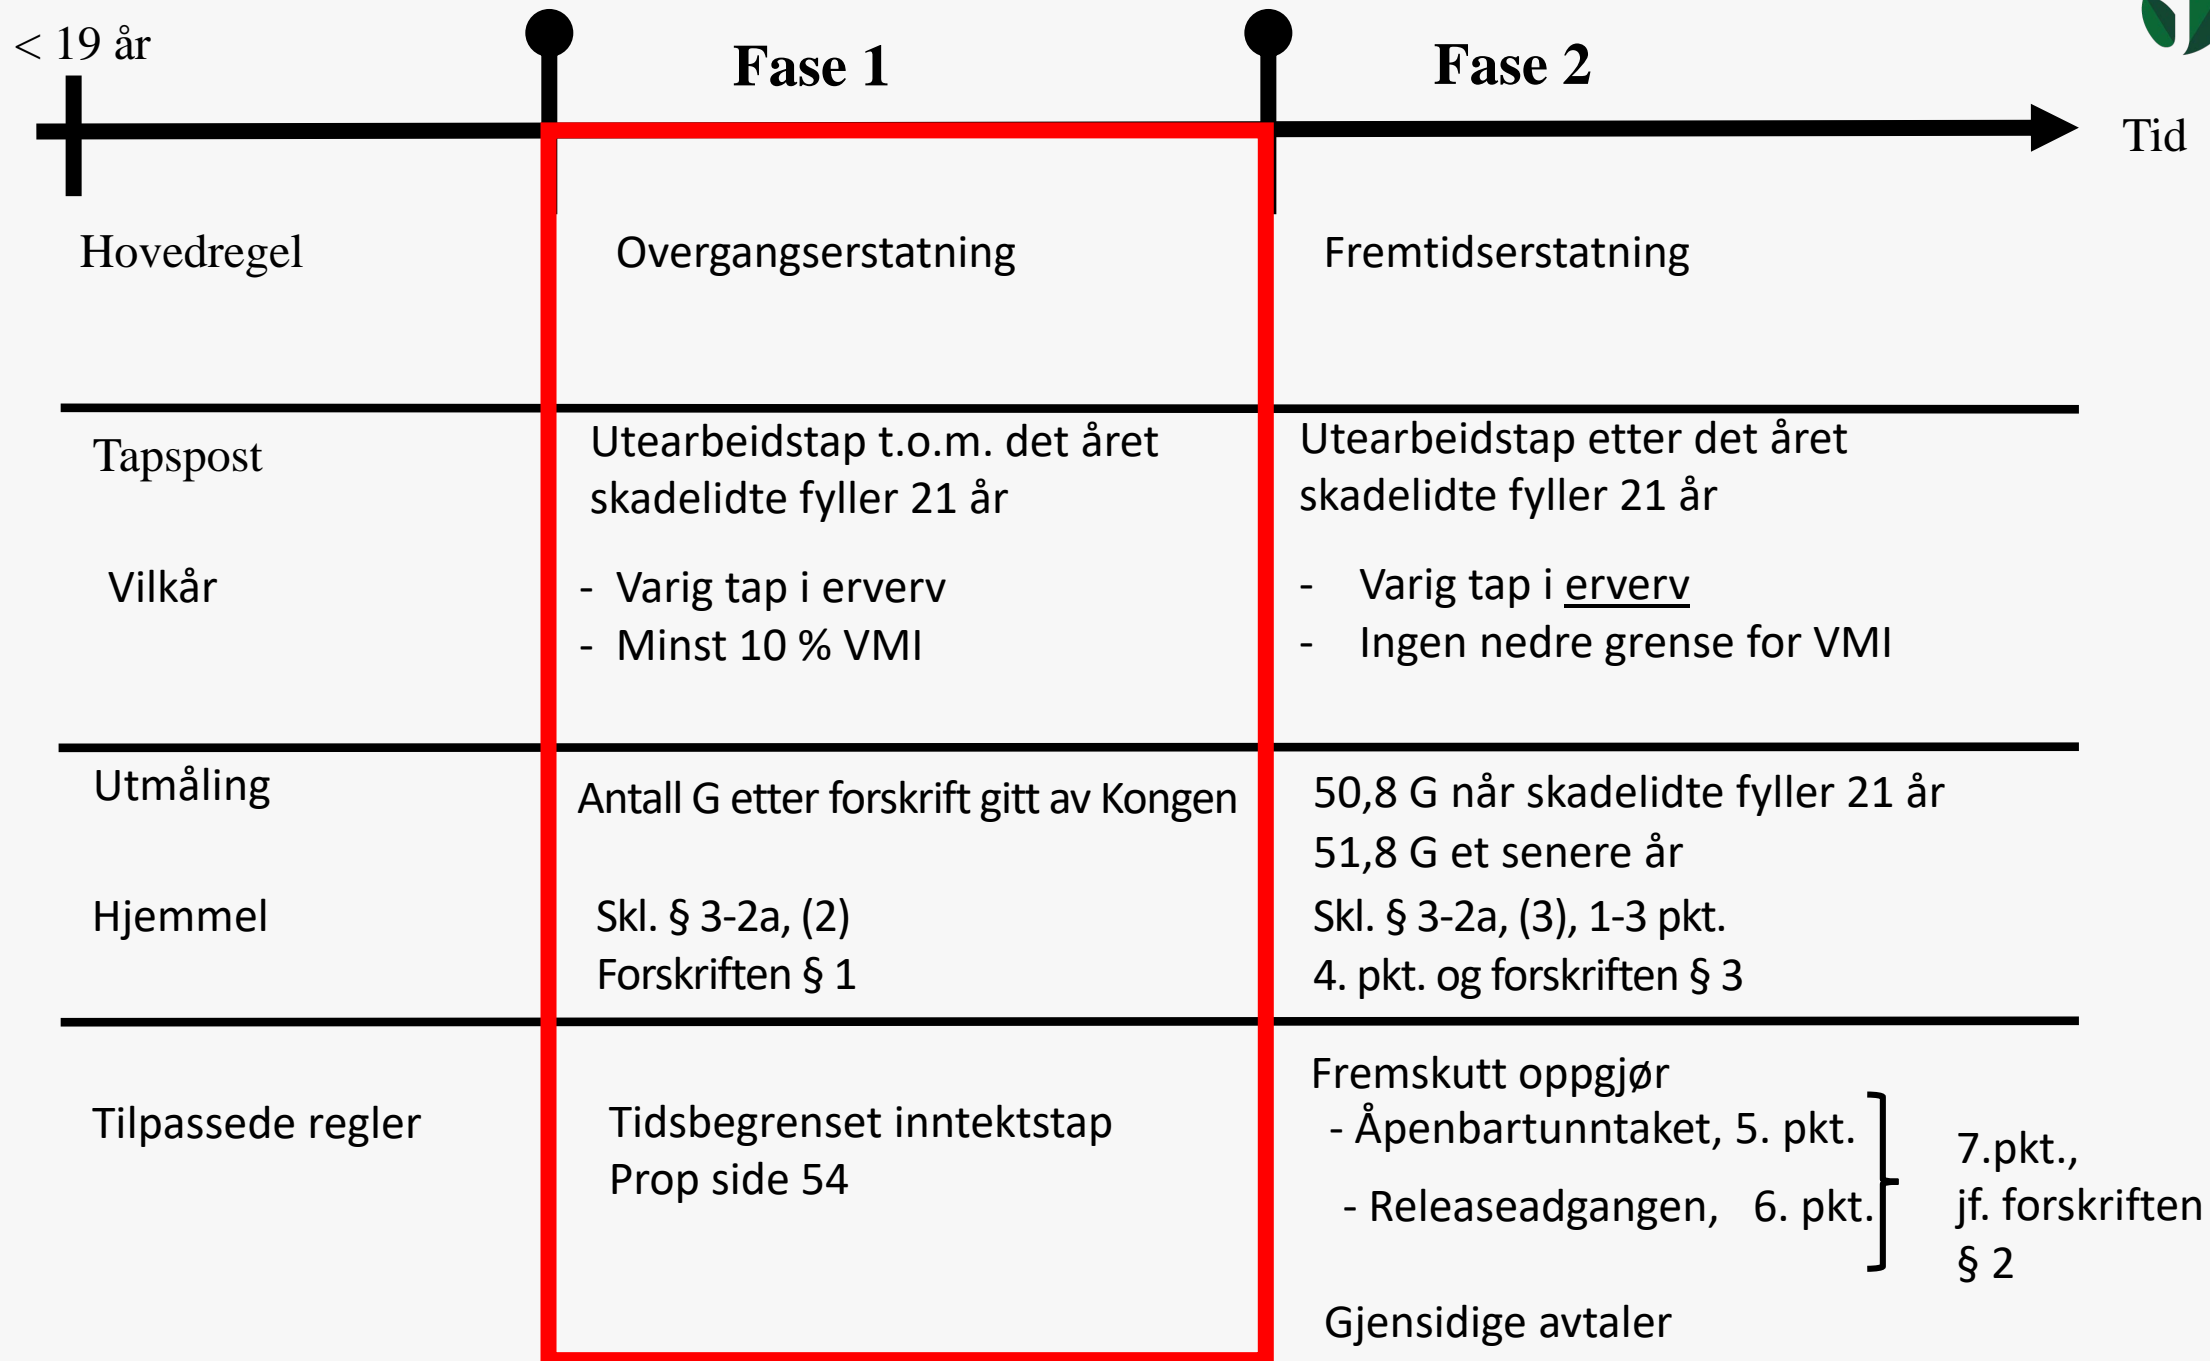 < 19 år
Fase 1
Fase 2
Tid
Hovedregel
Overgangserstatning
Fremtidserstatning
Tapspost
Utearbeidstap t.o.m. det året
skadelidte fyller 21 år
Utearbeidstap etter det året
skadelidte fyller 21 år
Vilkår
- Varig tap i erverv
- Minst 10 % VMI
- Varig tap i erverv
- Ingen nedre grense for VMI
Utmåling
Antall G etter forskrift gitt av Kongen
50,8 G når skadelidte fyller 21 år
51,8 G et senere år
Hjemmel
Skl. § 3-2a, (2)
Forskriften § 1
Skl. § 3-2a, (3), 1-3 pkt.
4. pkt. og forskriften § 3
Tilpassede regler
Tidsbegrenset inntektstap
Prop side 54
Fremskutt oppgjør
- Åpenbartunntaket, 5. pkt.
- Releaseadgangen, 6. pkt.
7.pkt.,
jf. forskriften
§ 2
Gjensidige avtaler